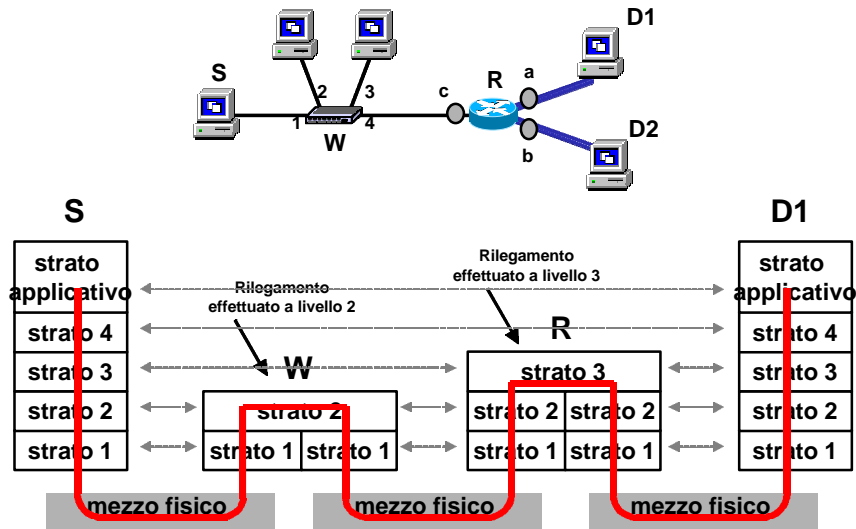 D1
S
2
3
c
R
a
1
4
W
b
D2
S
D1
strato
applicativo
Rilegamento
effettuato a livello 2
Rilegamento
effettuato a livello 3
strato
applicativo
strato 4
R
strato 4
strato 3
W
strato 3
strato 3
strato 2
strato 2
strato 2
strato 2
strato 2
strato 1
strato 1
strato 1
strato 1
strato 1
strato 1
mezzo fisico
mezzo fisico
mezzo fisico